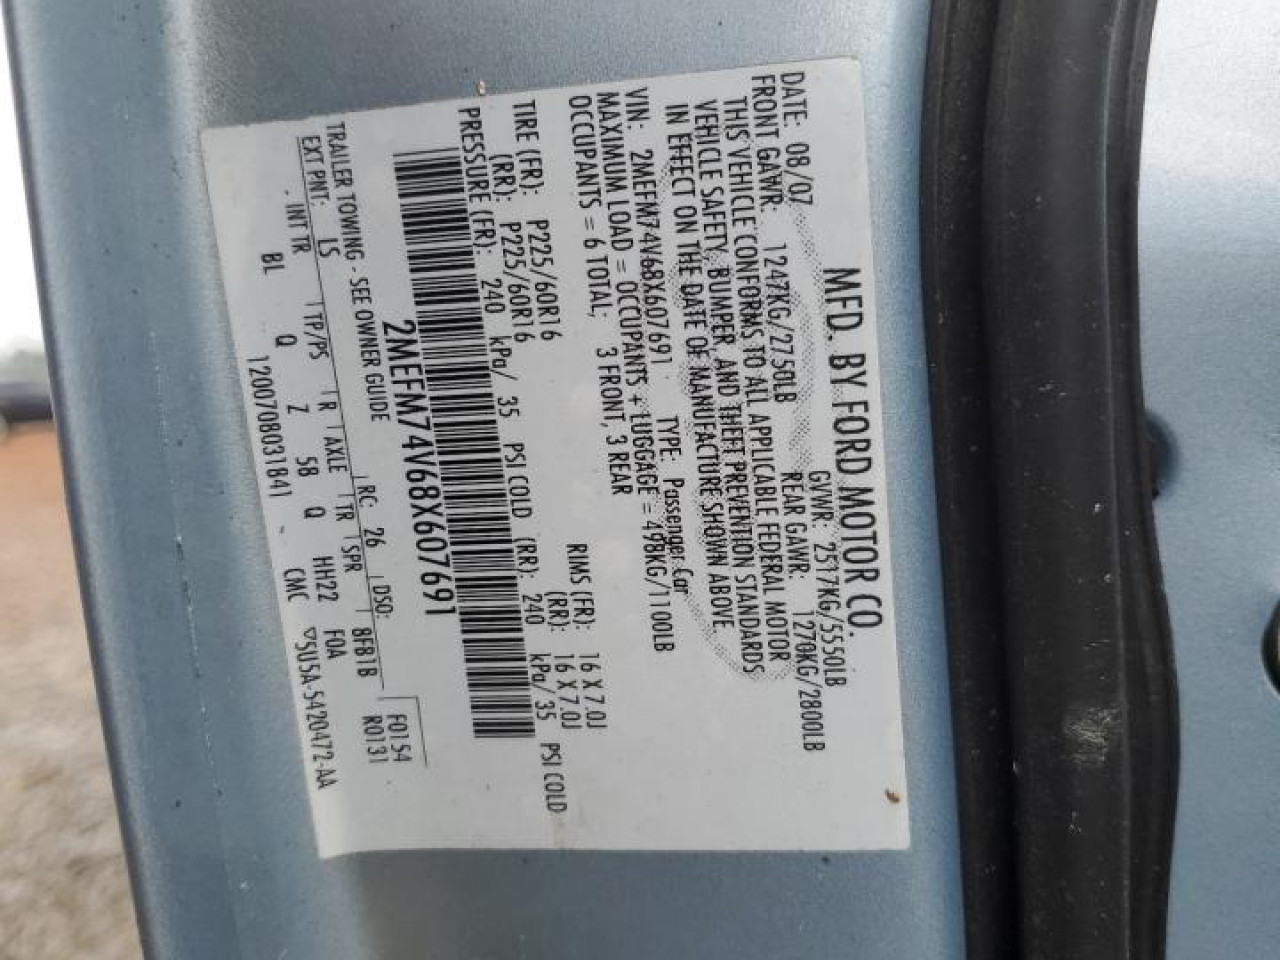 MFD. BY FORD MOTOR CO.
DATE: 08/07 GVWR: 2517KG/5550LB
FRONT GAWR: 1247KG/2750LB REAR GAWR: 1270KG/2800LB
THIS VEHICLE CONFORMS TO ALL APPLICABLE FEDERAL MOTOR
VEHICLE SAFETY, BUMPER, AND THEFT PREVENTION STANDARDS
IN EFFECT ON THE DATE OF MANUFACTURE SHOWN ABOVE.
VIN: 2MEFM74V68X607691 TYPE: Passenger Car
MAXIMUM LOAD = OCCUPANTS + LUGGAGE = 498KG/1100LB
OCCUPANTS = 6 TOTAL; 3 FRONT, 3 REAR
TIRE (FR): P225/60R16 RIMS (FR): 16 X 7.0J
(RR): P225/60R16 (RR): 16 X 7.0J
PRESSURE (FR): 240 kPa/ 35 PSI COLD (RR): 240 kPa/ 35 PSI COLD
2MEFM74V68X607691
F0154
R0131
TRAILER TOWING - SEE OWNER GUIDE
EXT PNT: LS RC: 26 DSO: 8FB1B
INT TR TP/PS R AXLE TR SPR
BL Q Z 5B Q HH22 F0A
1200708031841 CMC ▽5U5A-5420472-AA